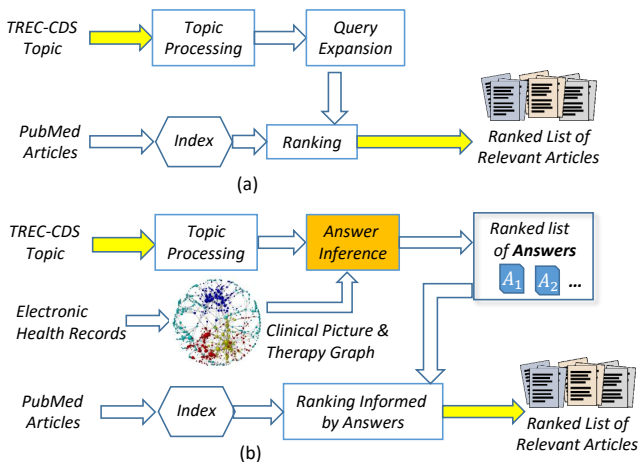 TREC-CDS
Topic
Topic
Processing
Query
Expansion
PubMed
Articles
Index
Ranking
Ranked List of
Relevant Articles
(a)
TREC-CDS
Topic
Topic
Processing
Answer
Inference
Ranked list
of Answers
A1 A2 ...
Electronic
Health Records
Clinical Picture &
Therapy Graph
PubMed
Articles
Index
Ranking Informed
by Answers
Ranked List of
Relevant Articles
(b)